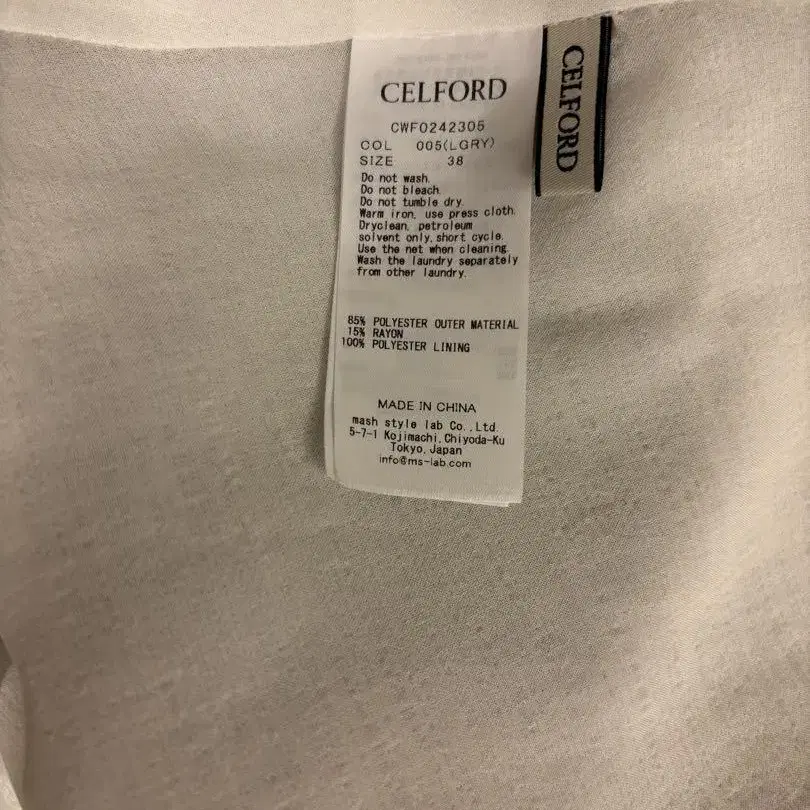 CELFORD
CWF0242305
COL 005(LGRY)
SIZE 38
Do not wash.
Do not bleach.
Do not tumble dry.
Warm iron, use press cloth.
Dryclean, petroleum
solvent only, short cycle.
Use the net when cleaning.
Wash the laundry separately
from other laundry.
85% POLYESTER OUTER MATERIAL
15% RAYON
100% POLYESTER LINING
MADE IN CHINA
mash style lab Co.,Ltd.
5-7-1 Kojimachi,Chiyoda-Ku
Tokyo,Japan
info@ms-lab.com
CELFORD